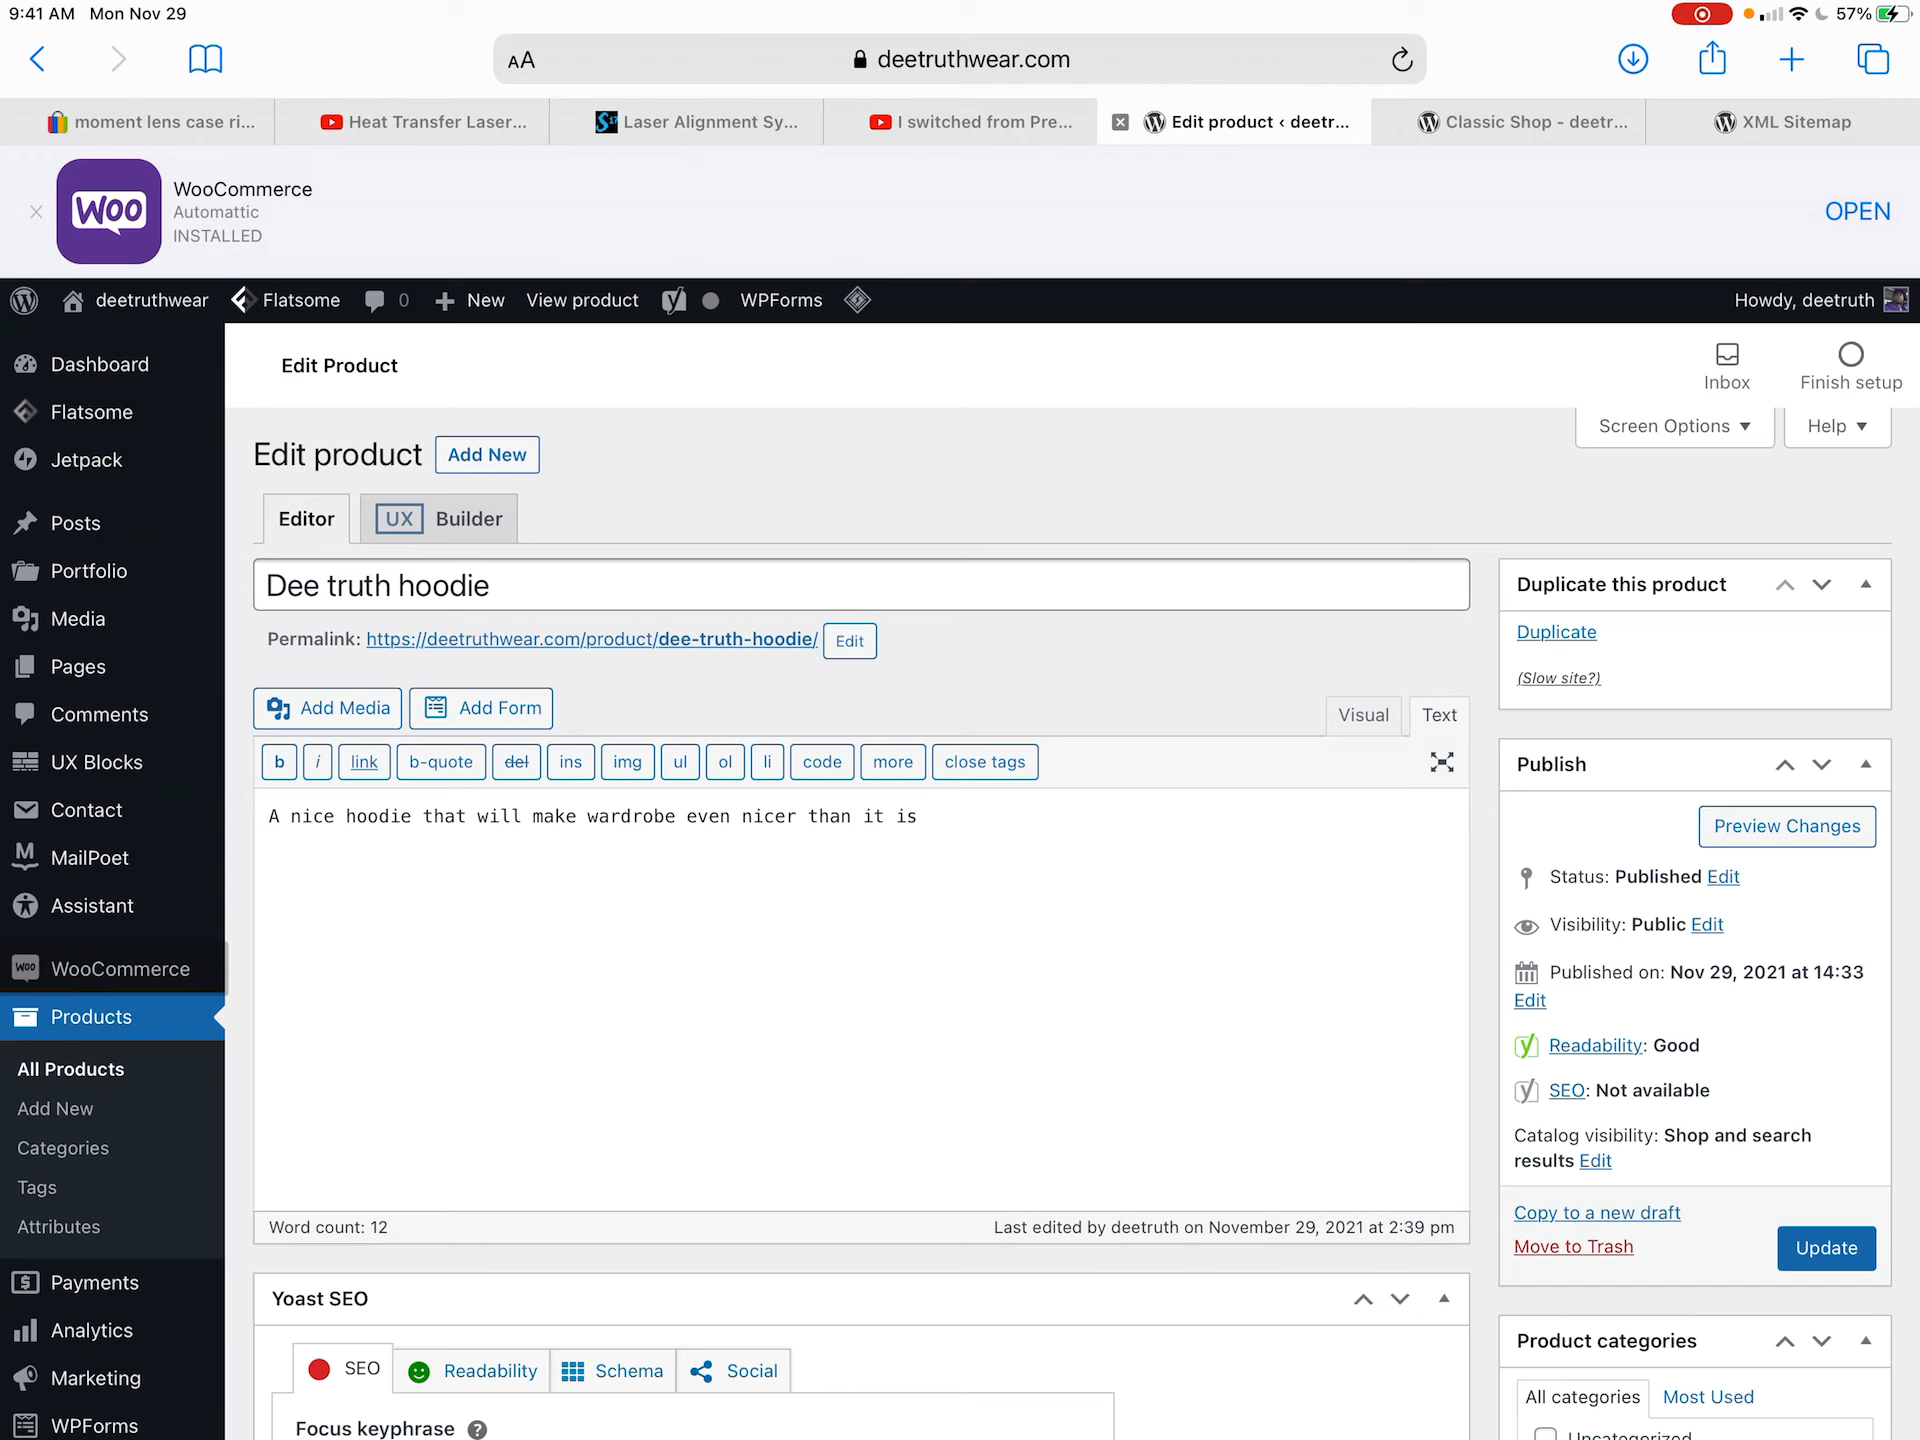 9:41 AM Mon Nov 29
57%
AA deetruthwear.com
moment lens case ri...
Heat Transfer Laser...
Laser Alignment Sy...
I switched from Pre...
Edit product ‹ deetr...
Classic Shop - deetr...
XML Sitemap
Woo
WooCommerce
Automattic
INSTALLED
OPEN
deetruthwear Flatsome 0 New View product WPForms Howdy, deetruth
Dashboard
Flatsome
Jetpack
Posts
Portfolio
Media
Pages
Comments
UX Blocks
Contact
MailPoet
Assistant
WooCommerce
Products
All Products
Add New
Categories
Tags
Attributes
Payments
Analytics
Marketing
WPForms
Edit Product
Inbox
Finish setup
Screen Options ▼
Help ▼
Edit product Add New
Editor UX Builder
Dee truth hoodie
Permalink: https://deetruthwear.com/product/dee-truth-hoodie/ Edit
Add Media Add Form
Visual Text
b i link b-quote del ins img ul ol li code more close tags
A nice hoodie that will make wardrobe even nicer than it is
Word count: 12
Last edited by deetruth on November 29, 2021 at 2:39 pm
Yoast SEO
SEO Readability Schema Social
Focus keyphrase ?
Duplicate this product
Duplicate
(Slow site?)
Publish
Preview Changes
Status: Published Edit
Visibility: Public Edit
Published on: Nov 29, 2021 at 14:33
Edit
Readability: Good
SEO: Not available
Catalog visibility: Shop and search
results Edit
Copy to a new draft
Move to Trash
Update
Product categories
All categories Most Used
Uncategorized